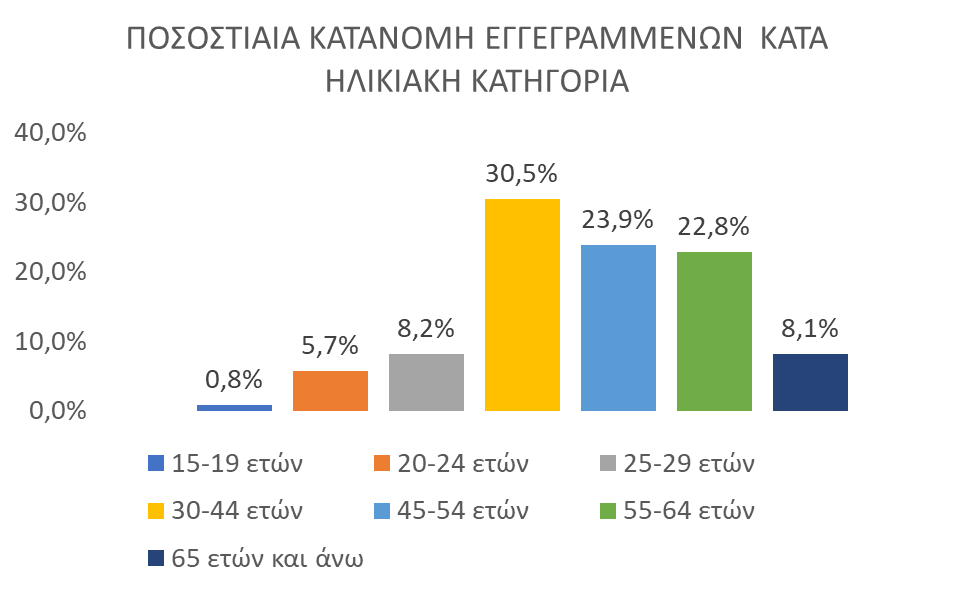 ΠΟΣΟΣΤΙΑΙΑ ΚΑΤΑΝΟΜΗ ΕΓΓΕΓΡΑΜΜΕΝΩΝ  ΚΑΤΑ
ΗΛΙΚΙΑΚΗ ΚΑΤΗΓΟΡΙΑ
40,0%
30,0%
20,0%
10,0%
0,0%
0,8%
5,7%
8,2%
30,5%
23,9%
22,8%
8,1%
15-19 ετών
20-24 ετών
25-29 ετών
30-44 ετών
45-54 ετών
55-64 ετών
65 ετών και άνω